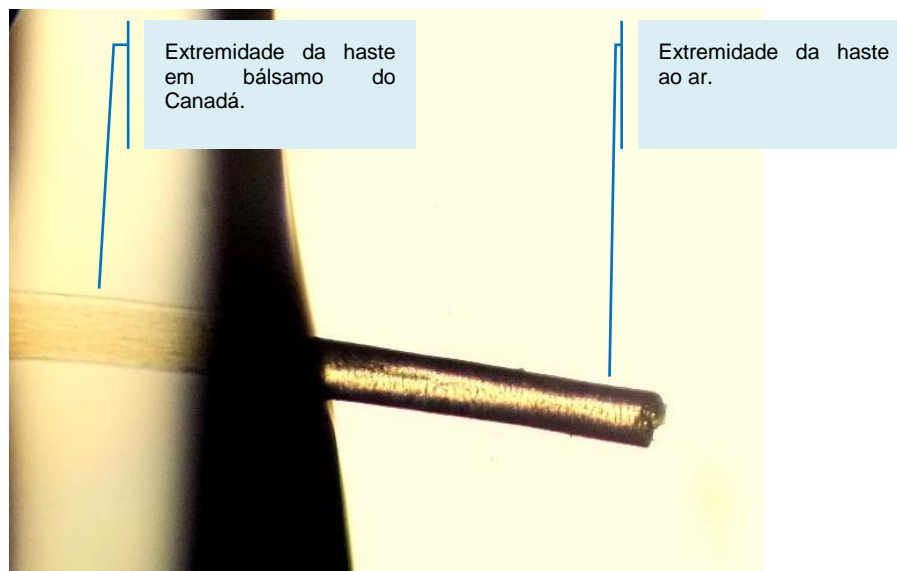 Extremidade da haste
em bálsamo do
Canadá.
Extremidade da haste
ao ar.